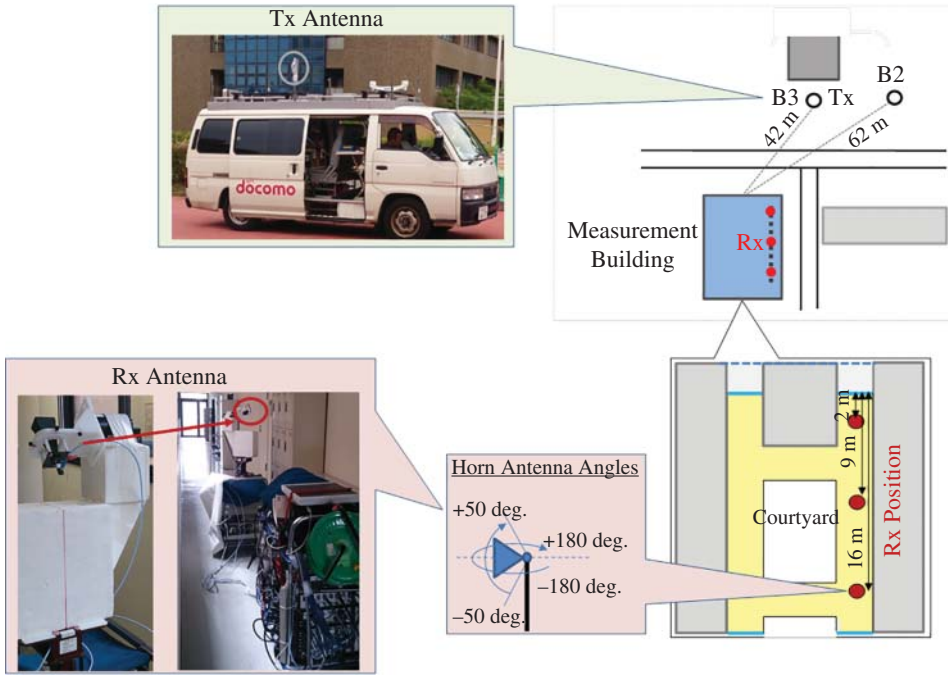 Tx Antenna
döcomo
B2
B3
Tx
42 m
62 m
Measurement
Building
Rx
Rx Antenna
Horn Antenna Angles
+50 deg.
+180 deg.
–180 deg.
–50 deg.
2 m
9 m
16 m
Courtyard
Rx Position